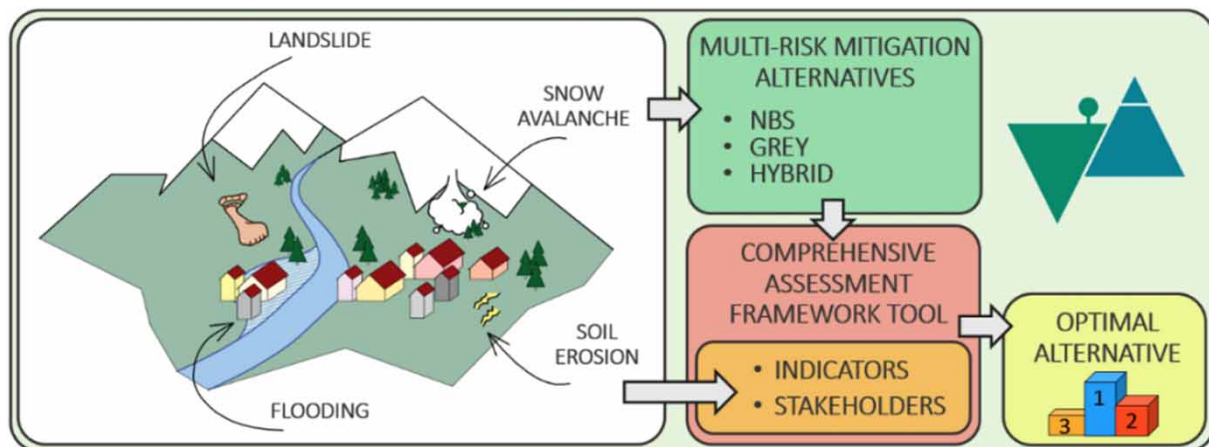 LANDSLIDE
SNOW
AVALANCHE
SOIL
EROSION
FLOODING
MULTI-RISK MITIGATION
ALTERNATIVES
• NBS
• GREY
• HYBRID
COMPREHENSIVE
ASSESSMENT
FRAMEWORK TOOL
• INDICATORS
• STAKEHOLDERS
OPTIMAL
ALTERNATIVE
1
2
3